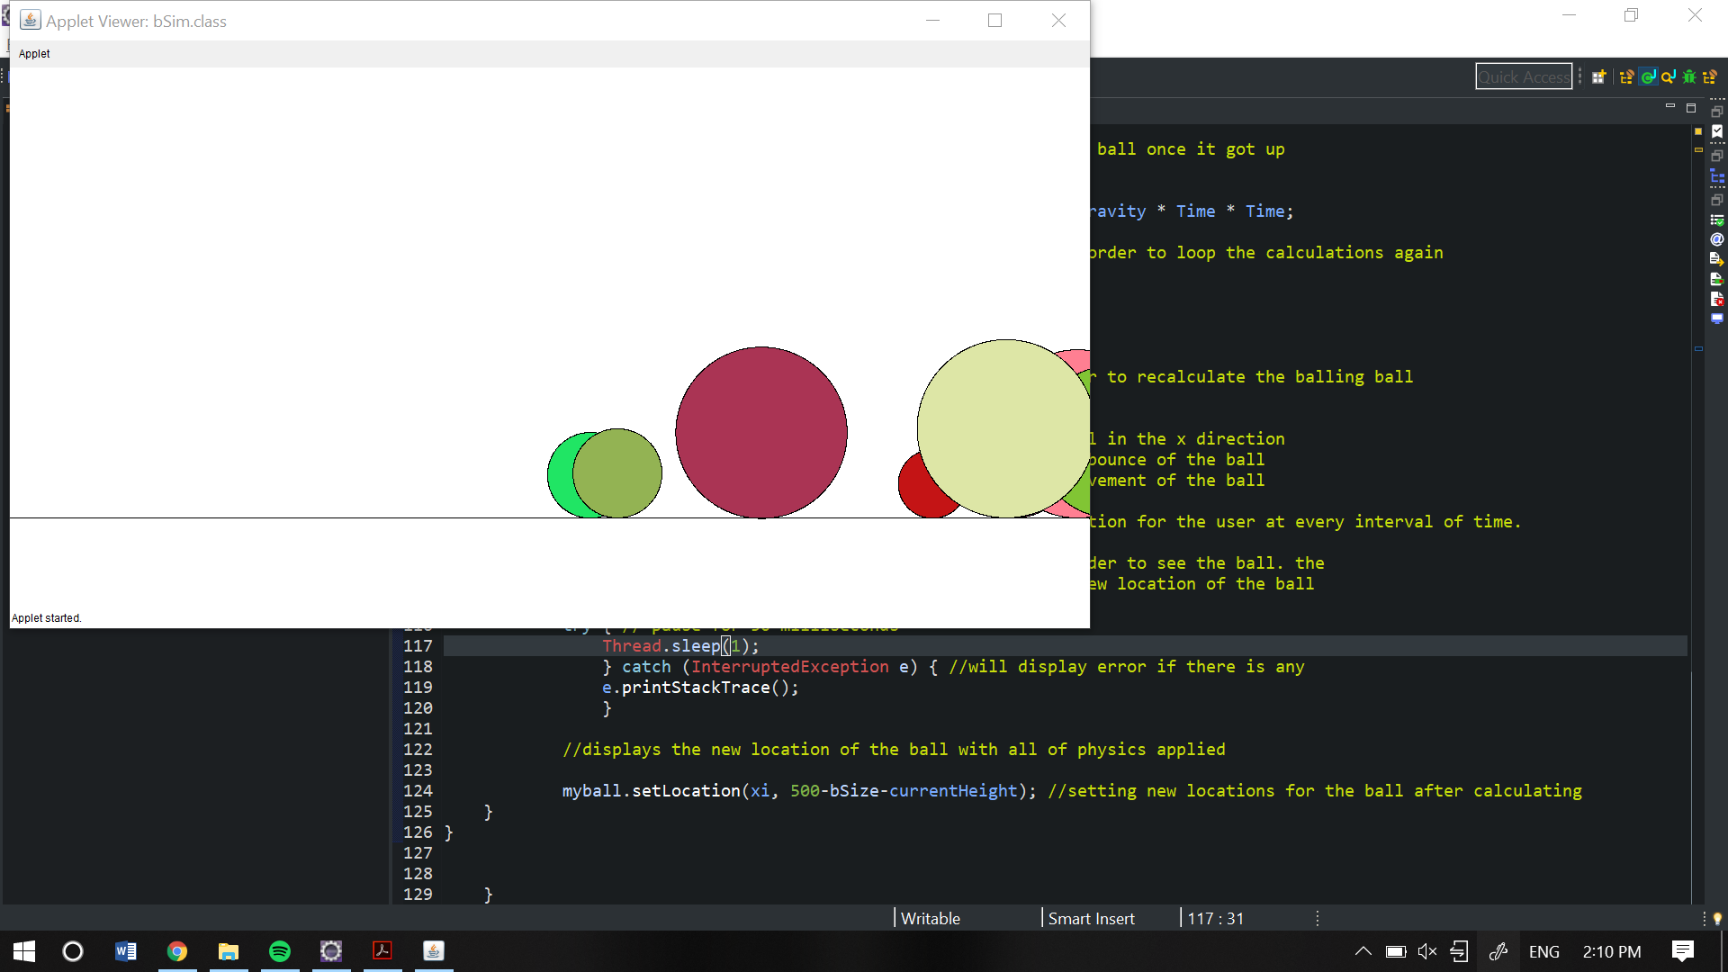 Applet Viewer: bSim.class
Applet
Quick Access
ball once it got up
ravity * Time * Time;
order to loop the calculations again
r to recalculate the balling ball
l in the x direction
bounce of the ball
vement of the ball
tion for the user at every interval of time.
der to see the ball. the
ew location of the ball
Applet started.
117 Thread.sleep(1);
118 } catch (InterruptedException e) { //will display error if there is any
119 e.printStackTrace();
120 }
121
122 //displays the new location of the ball with all of physics applied
123
124 myball.setLocation(xi, 500-bSize-currentHeight); //setting new locations for the ball after calculating
125 }
126 }
127
128
129 }
Writable Smart Insert 117 : 31
ENG 2:10 PM